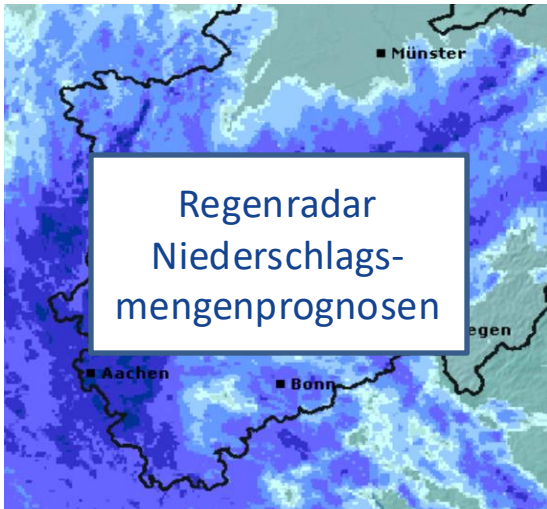 Münster
Regenradar
Niederschlags-
mengenprognosen
egen
Aachen
Bonn